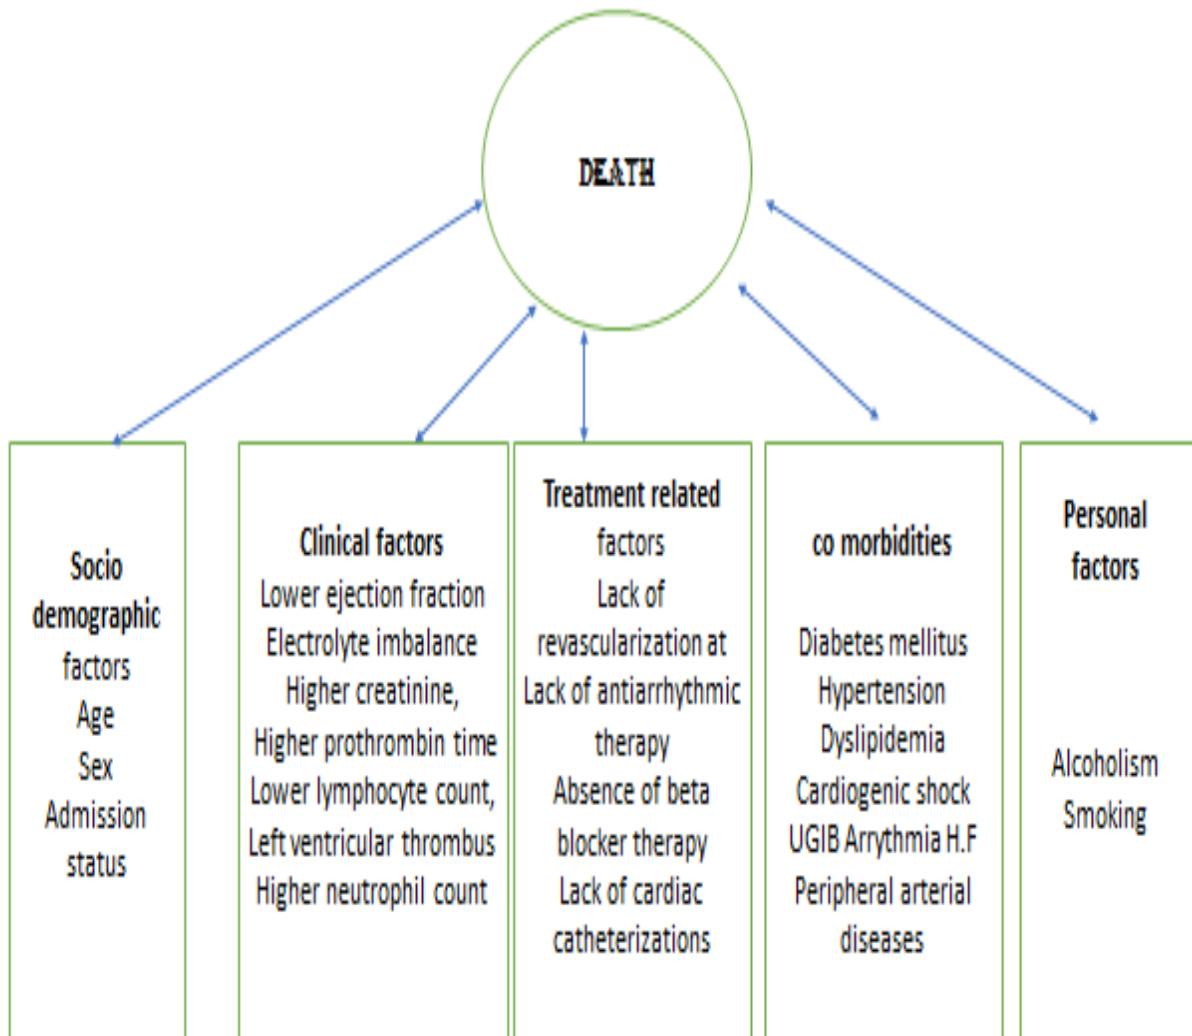 DEATH
Socio
demographic
factors
Age
Sex
Admission
status
Clinical factors
Lower ejection fraction
Electrolyte imbalance
Higher creatinine,
Higher prothrombin time
Lower lymphocyte count,
Left ventricular thrombus
Higher neutrophil count
Treatment related
factors
Lack of
revascularization at
Lack of antiarrhythmic
therapy
Absence of beta
blocker therapy
Lack of cardiac
catheterizations
co morbidities
Diabetes mellitus
Hypertension
Dyslipidemia
Cardiogenic shock
UGIB Arrythmia H.F
Peripheral arterial
diseases
Personal
factors
Alcoholism
Smoking